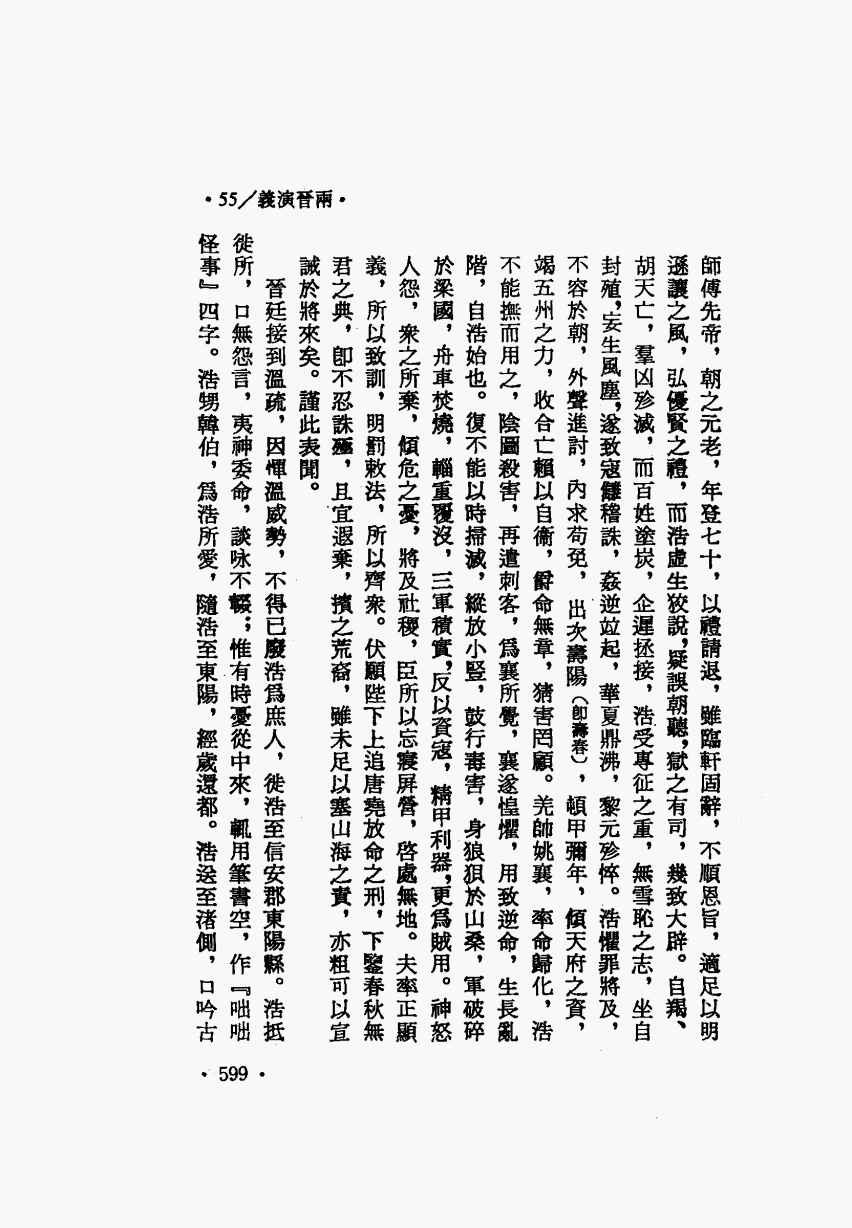 •55／義演晉兩•
師傅先帝，朝之元老，年登七十，以禮請退，雖臨軒固辭，不順恩旨，適足以明
遜讓之風，弘優賢之禮，而浩虛生狡說，疑誤朝聽，獄之有司，幾致大辟。自羯、
胡天亡，羣凶殄滅，而百姓塗炭，企遲拯接，浩受專征之重，無雪恥之志，坐自
封殖，妄生風塵，遂致寇讎稽誅，姦逆竝起，華夏鼎沸，黎元殄悴。浩懼罪將及，
不容於朝，外聲進討，內求苟免，出次壽陽（卽壽春），頓甲彌年，傾天府之資，
竭五州之力，收合亡賴以自衞，爵命無章，猜害罔顧。羌帥姚襄，率命歸化，浩
不能撫而用之，陰圖殺害，再遣刺客，爲襄所覺，襄遂惶懼，用致逆命，生長亂
階，自浩始也。復不能以時掃滅，縱放小豎，鼓行毒害，身狼狽於山桑，軍破碎
於梁國，舟車焚燒，輜重覆沒，三軍積實，反以資寇，精甲利器，更爲賊用。神怒
人怨，衆之所棄，傾危之憂，將及社稷，臣所以忘寢屏營，啓處無地。夫率正顯
義，所以致訓，明罰敕法，所以齊衆。伏願陛下上追唐堯放命之刑，下鑒春秋無
君之典，卽不忍誅殛，且宜遐棄，擯之荒裔，雖未足以塞山海之責，亦粗可以宣
誡於將來矣。謹此表聞。
晉廷接到溫疏，因憚溫威勢，不得已廢浩爲庶人，徙浩至信安郡東陽縣。浩抵
徙所，口無怨言，夷神委命，談咏不輟；惟有時憂從中來，輒用筆書空，作『咄咄
怪事』四字。浩甥韓伯，爲浩所愛，隨浩至東陽，經歲還都。浩送至渚側，口吟古
•599•